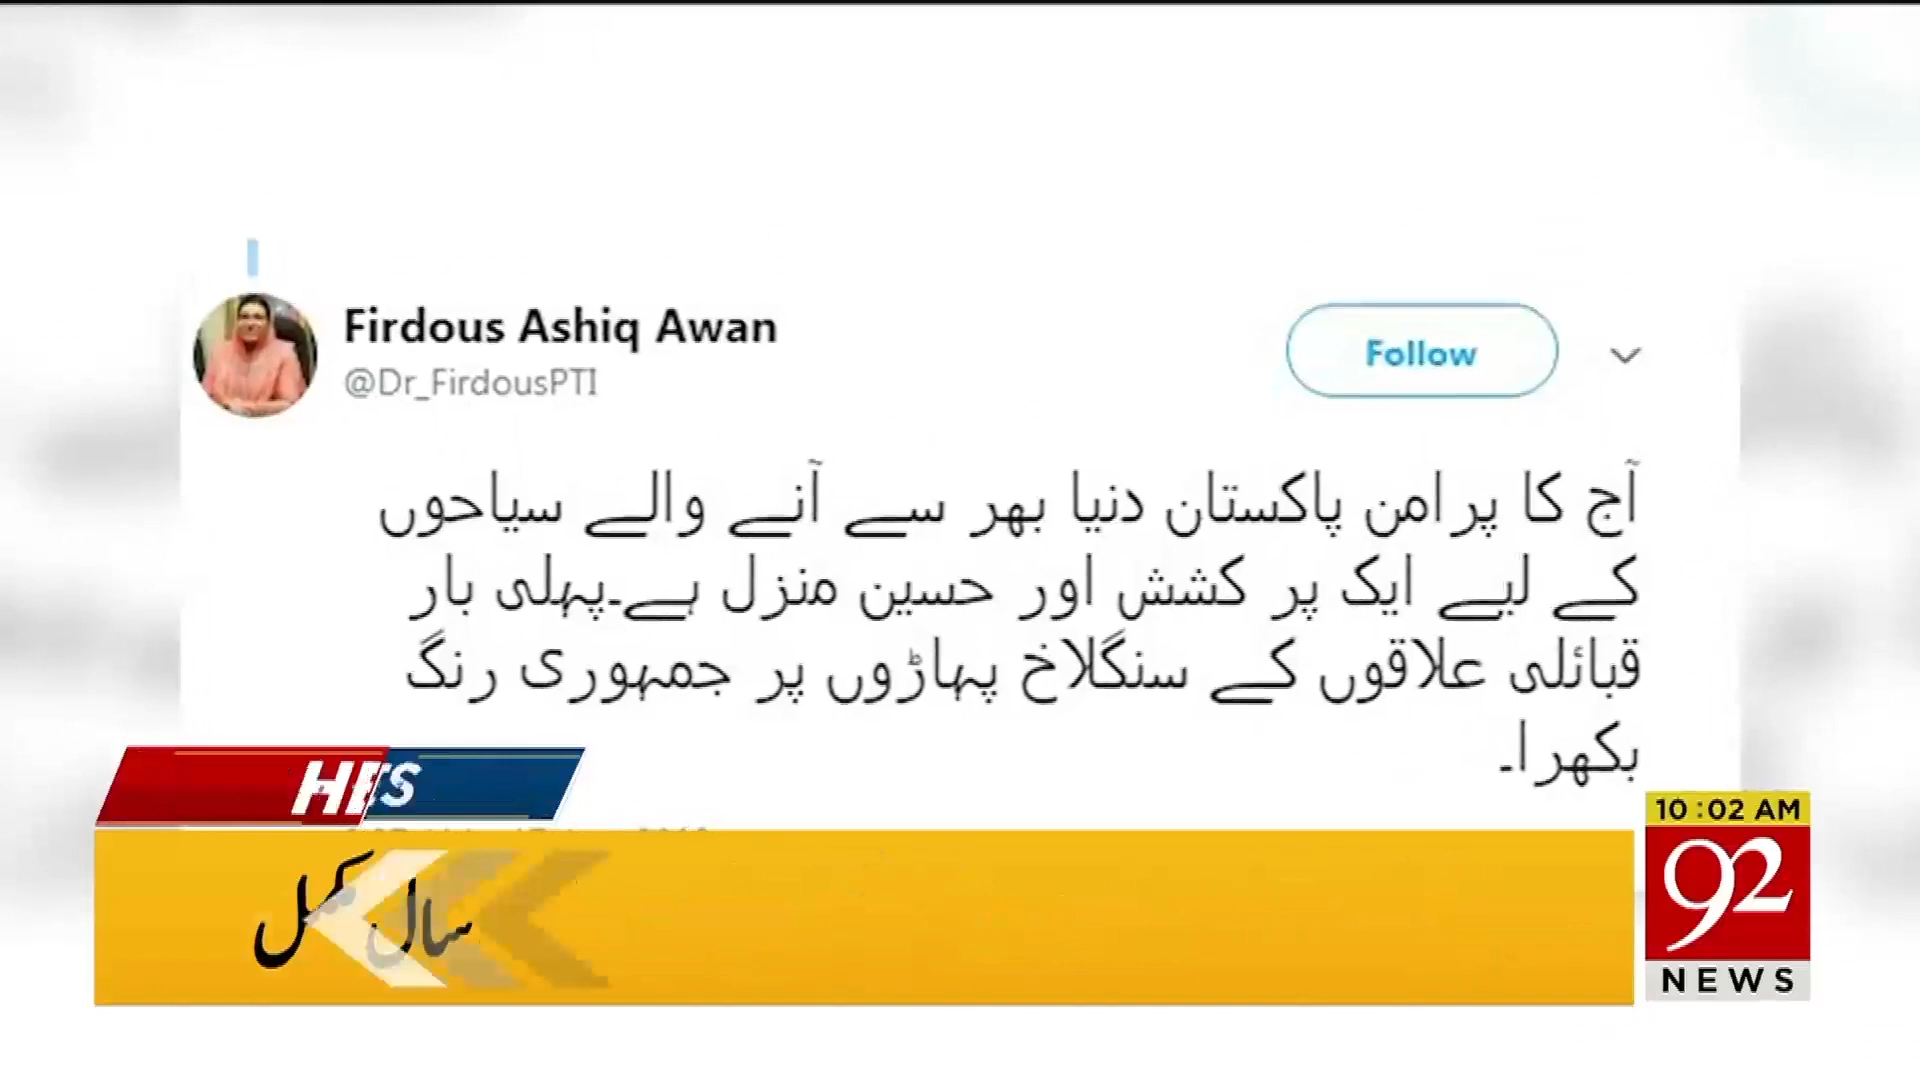 Firdous Ashiq Awan
@Dr_FirdousPTI
Follow
آج کا پرامن پاکستان دنیا بھر سے آنے والے سیاحوں
کے لیے ایک پر کشش اور حسین منزل ہے۔پہلی بار
قبائلی علاقوں کے سنگلاخ پہاڑوں پر جمہوری رنگ
بکھرا۔
سال مکمل
10:02 AM
92
NEWS